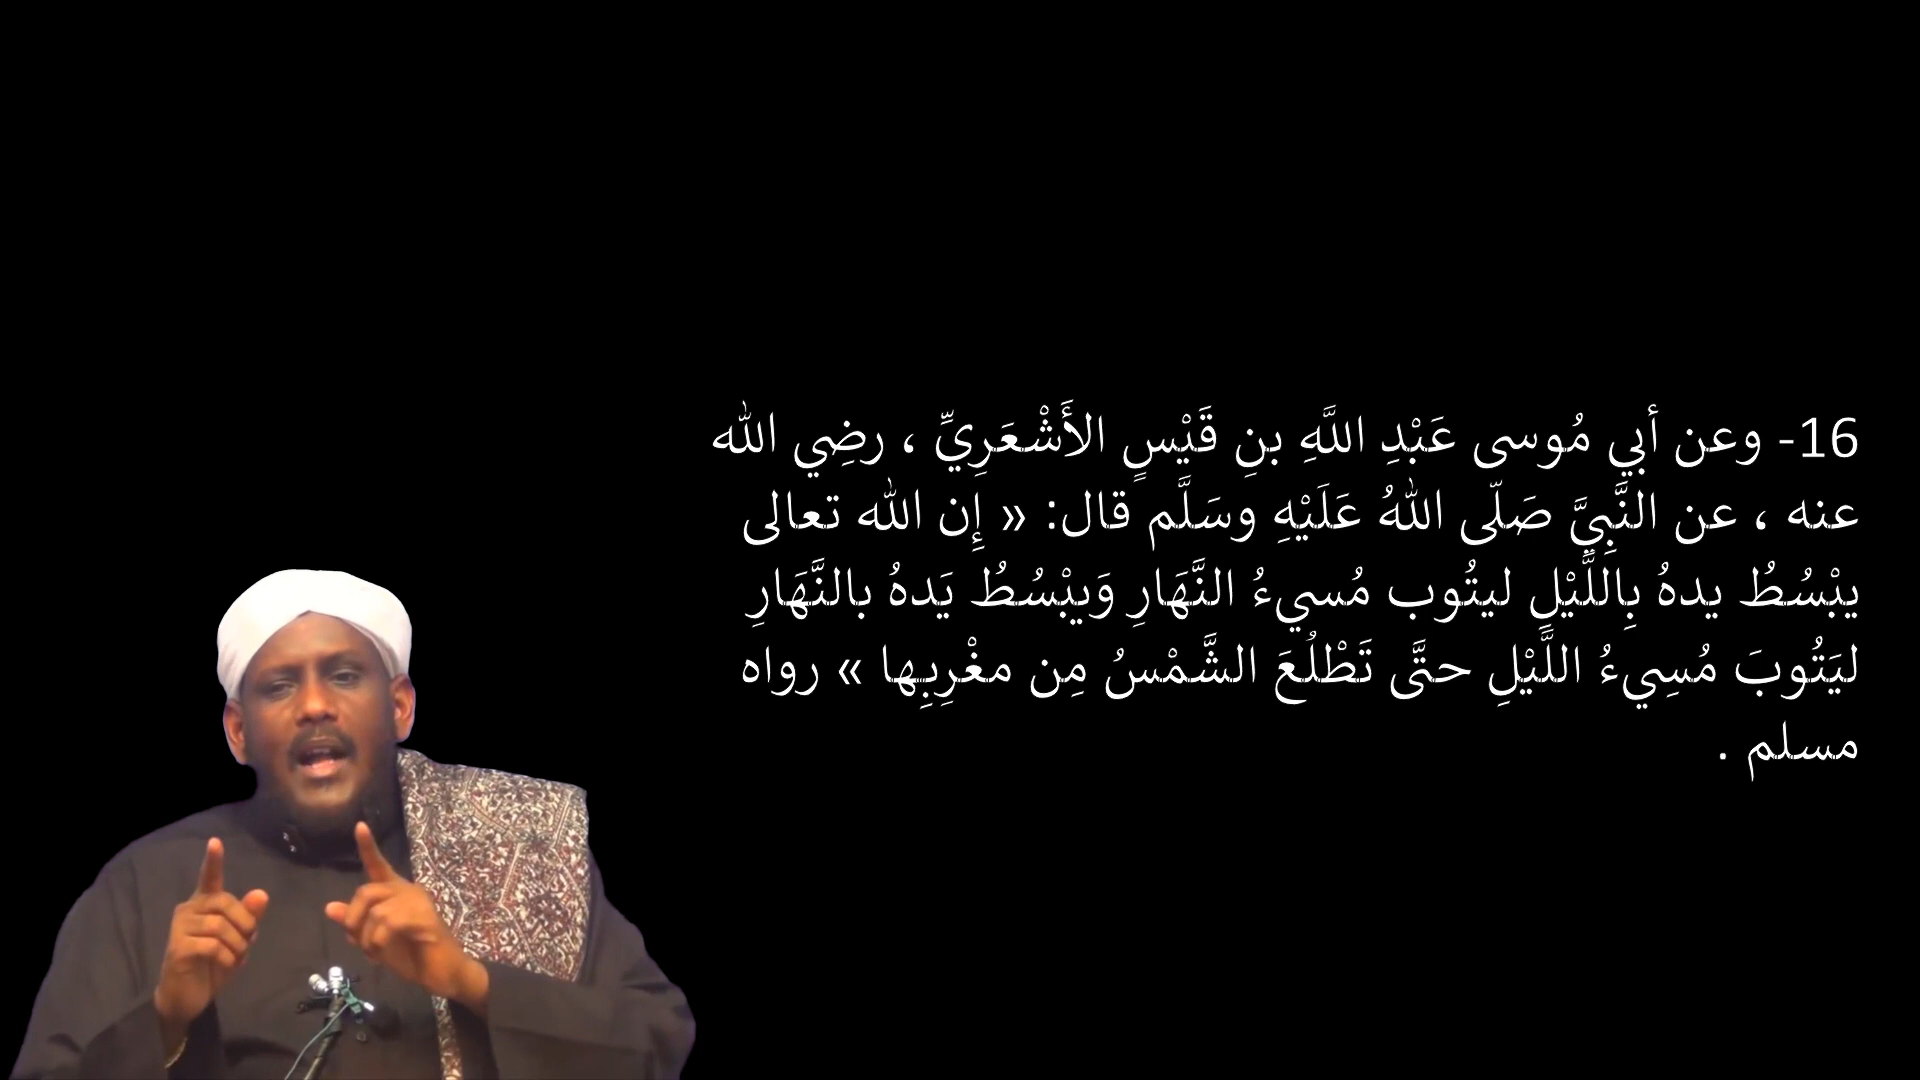 16- وعن أبي مُوسى عَبْدِ اللَّهِ بنِ قَيْسٍ الأَشْعَرِيِّ ، رضِي الله
عنه ، عن النَّبِيَّ صَلّى اللهُ عَلَيْهِ وسَلَّم قال: « إِن الله تعالى
يبْسُطُ يدهُ بِاللَّيْلِ ليتُوب مُسيءُ النَّهَارِ وَيبْسُطُ يَدهُ بالنَّهَارِ
ليَتُوبَ مُسِيءُ اللَّيْلِ حتَّى تَطْلُعَ الشَّمْسُ مِن مغْرِبِها » رواه
مسلم .